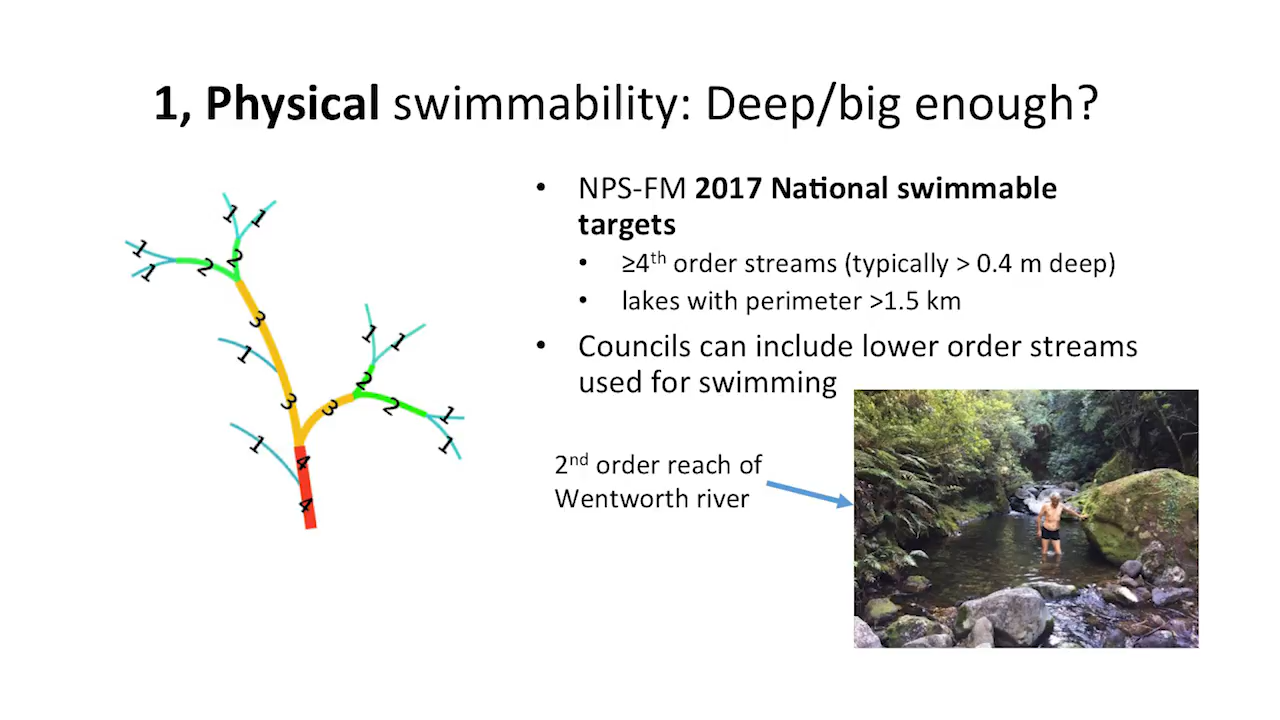 1, Physical swimmability: Deep/big enough?
• NPS-FM 2017 National swimmable
targets
• ≥4th order streams (typically > 0.4 m deep)
• lakes with perimeter >1.5 km
• Councils can include lower order streams
used for swimming
2nd order reach of
Wentworth river
1 1
1 2 2
1
3
1
1 1
3 3 2 2 1
1 1
4
4